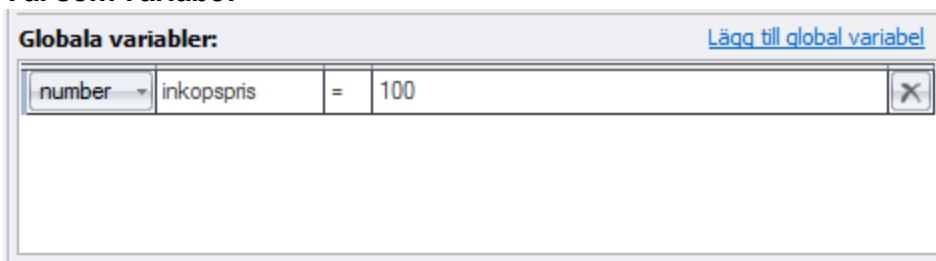 Globala variabler:
Lägg till global variabel
number inkopspris = 100